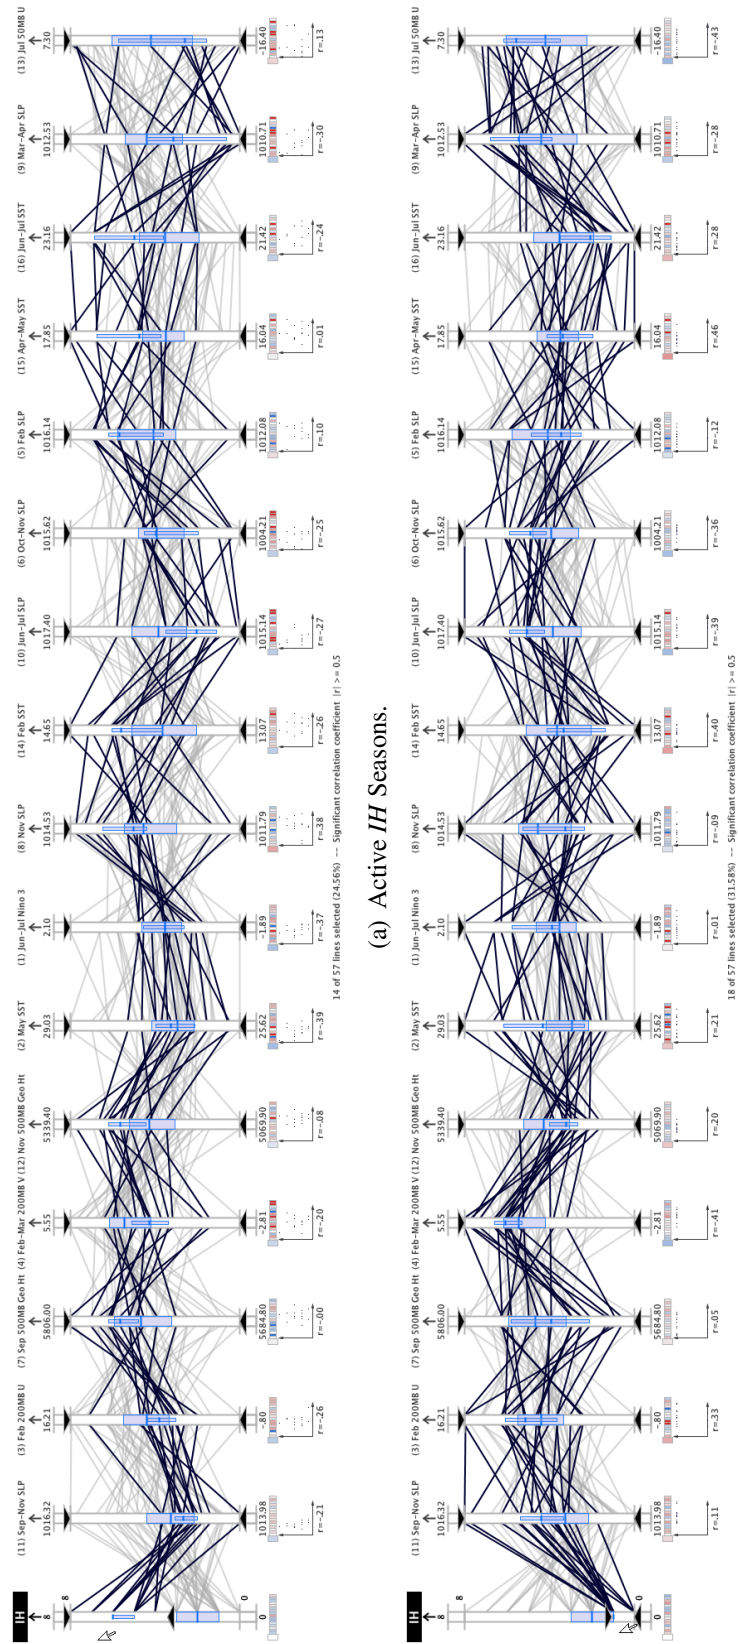 IH (11) Sep-Nov SLP (3) Feb 200MB U (7) Sep 500MB Geo Ht (4) Feb-Mar 200MB V (12) Nov 500MB Geo Ht (2) May SST (1) Jun-Jul Nino 3 (8) Nov SLP (14) Feb SST (10) Jun-Jul SLP (6) Oct-Nov SLP (5) Feb SLP (15) Apr-May SST (16) Jun-Jul SST (9) Mar-Apr SLP (13) Jul 50MB U
8 1016.32 16.21 5806.00 5.55 5339.40 29.03 2.10 1014.53 14.65 1017.40 1015.62 1016.14 17.85 23.16 1012.53 7.30
8
0
0 1013.98 -.80 5684.80 -2.81 5069.90 25.62 -1.89 1011.79 13.07 1015.14 1004.21 1012.08 16.04 21.42 1010.71 -16.40
r=-.21 r=-.26 r=-.00 r=-.20 r=-.08 r=-.39 r=-.37 r=.38 r=-.26 r=-.27 r=-.25 r=.10 r=.01 r=-.24 r=-.30 r=.13
14 of 57 lines selected (24.56%) -- Significant correlation coefficient |r| >= 0.5
(a) Active IH Seasons.
IH (11) Sep-Nov SLP (3) Feb 200MB U (7) Sep 500MB Geo Ht (4) Feb-Mar 200MB V (12) Nov 500MB Geo Ht (2) May SST (1) Jun-Jul Nino 3 (8) Nov SLP (14) Feb SST (10) Jun-Jul SLP (6) Oct-Nov SLP (5) Feb SLP (15) Apr-May SST (16) Jun-Jul SST (9) Mar-Apr SLP (13) Jul 50MB U
8 1016.32 16.21 5806.00 5.55 5339.40 29.03 2.10 1014.53 14.65 1017.40 1015.62 1016.14 17.85 23.16 1012.53 7.30
8
0
0 1013.98 -.80 5684.80 -2.81 5069.90 25.62 -1.89 1011.79 13.07 1015.14 1004.21 1012.08 16.04 21.42 1010.71 -16.40
r=.11 r=.33 r=.05 r=-.41 r=.20 r=.21 r=.01 r=-.09 r=.40 r=-.39 r=-.36 r=-.12 r=.46 r=.28 r=-.28 r=-.43
18 of 57 lines selected (31.58%) -- Significant correlation coefficient |r| >= 0.5